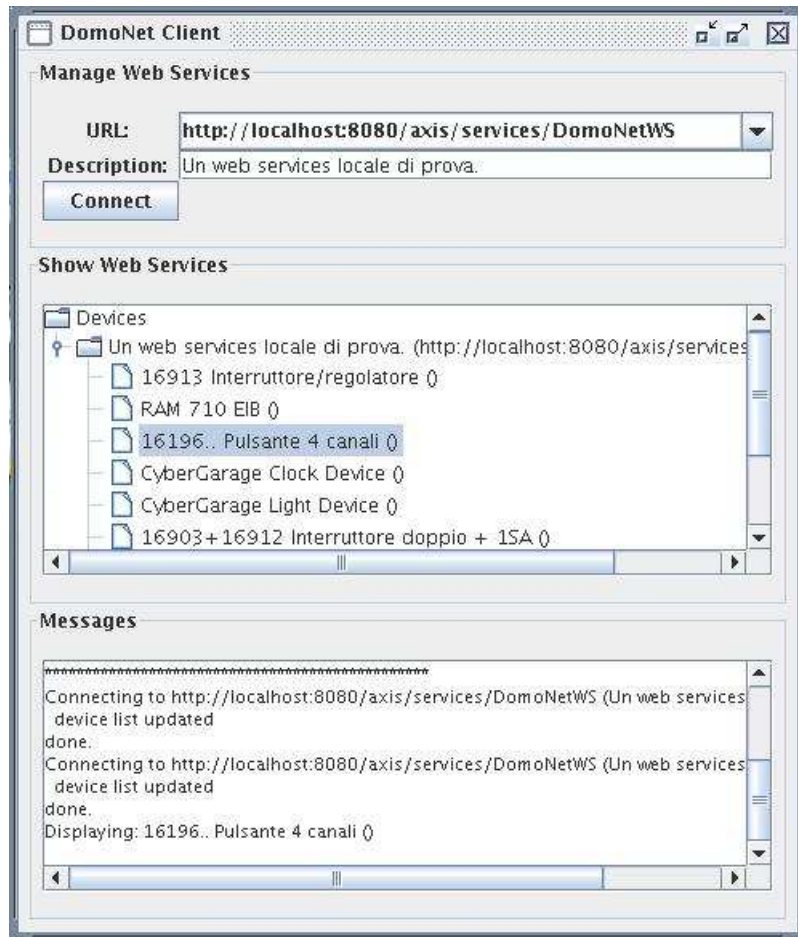 DomoNet Client
Manage Web Services
URL: http://localhost:8080/axis/services/DomoNetWS
Description: Un web services locale di prova.
Connect
Show Web Services
Devices
Un web services locale di prova. (http://localhost:8080/axis/services
16913 Interruttore/regolatore ()
RAM 710 EIB ()
16196.. Pulsante 4 canali ()
CyberGarage Clock Device ()
CyberGarage Light Device ()
16903+16912 Interruttore doppio + 1SA ()
Messages
************************************************
Connecting to http://localhost:8080/axis/services/DomoNetWS (Un web services
device list updated
done.
Connecting to http://localhost:8080/axis/services/DomoNetWS (Un web services
device list updated
done.
Displaying: 16196.. Pulsante 4 canali ()